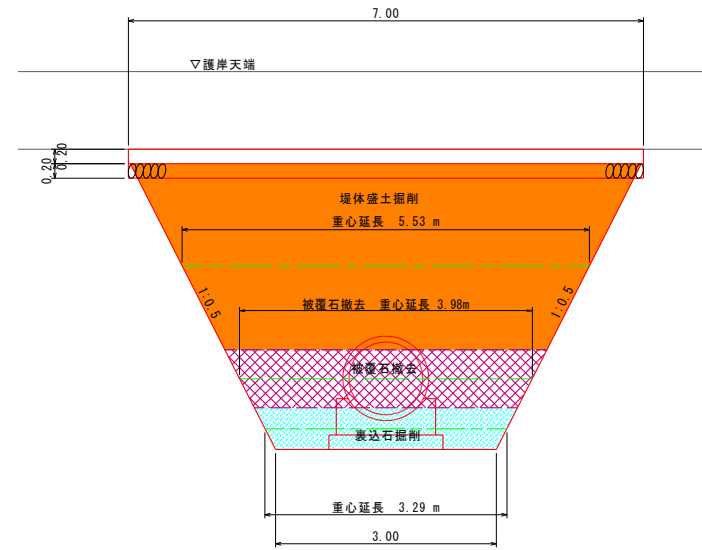 7.00
▽護岸天端
0.20
0.20
堤体盛土掘削
重心延長 5.53 m
1:0.5
1:0.5
被覆石撤去 重心延長 3.98m
被覆石撤去
裏込石掘削
重心延長 3.29 m
3.00